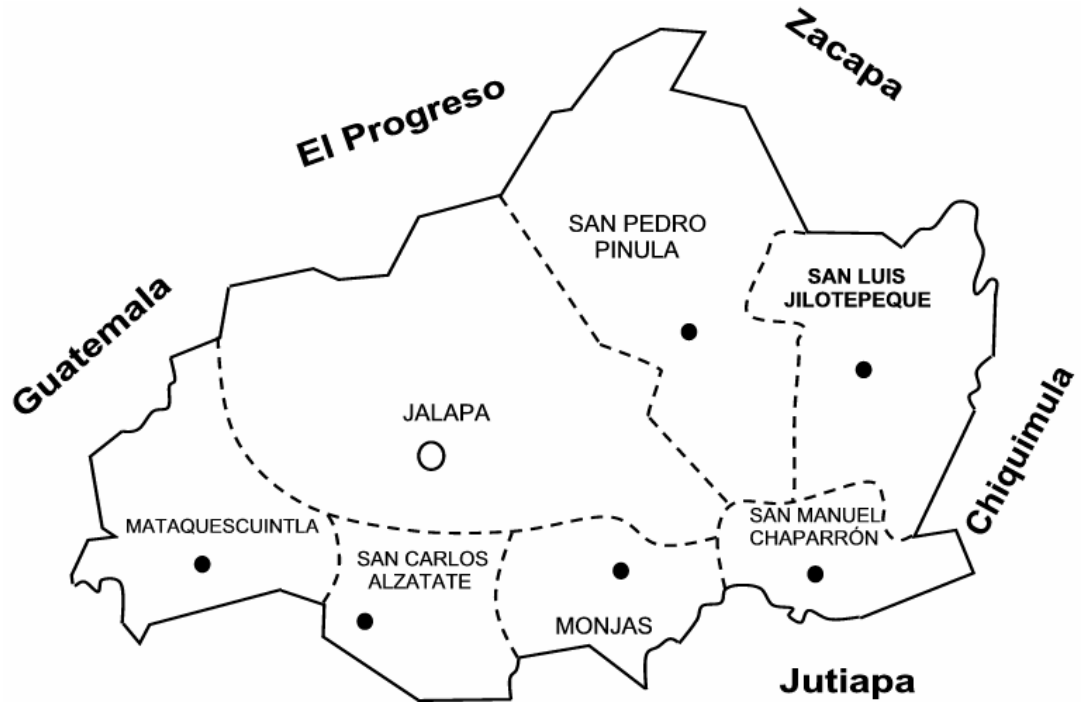 Zacapa
El Progreso
SAN PEDRO
PINULA
SAN LUIS
JILOTEPEQUE
Guatemala
JALAPA
Chiquimula
MATAQUESCUINTLA
SAN CARLOS
ALZATATE
SAN MANUEL
CHAPARRÓN
MONJAS
Jutiapa